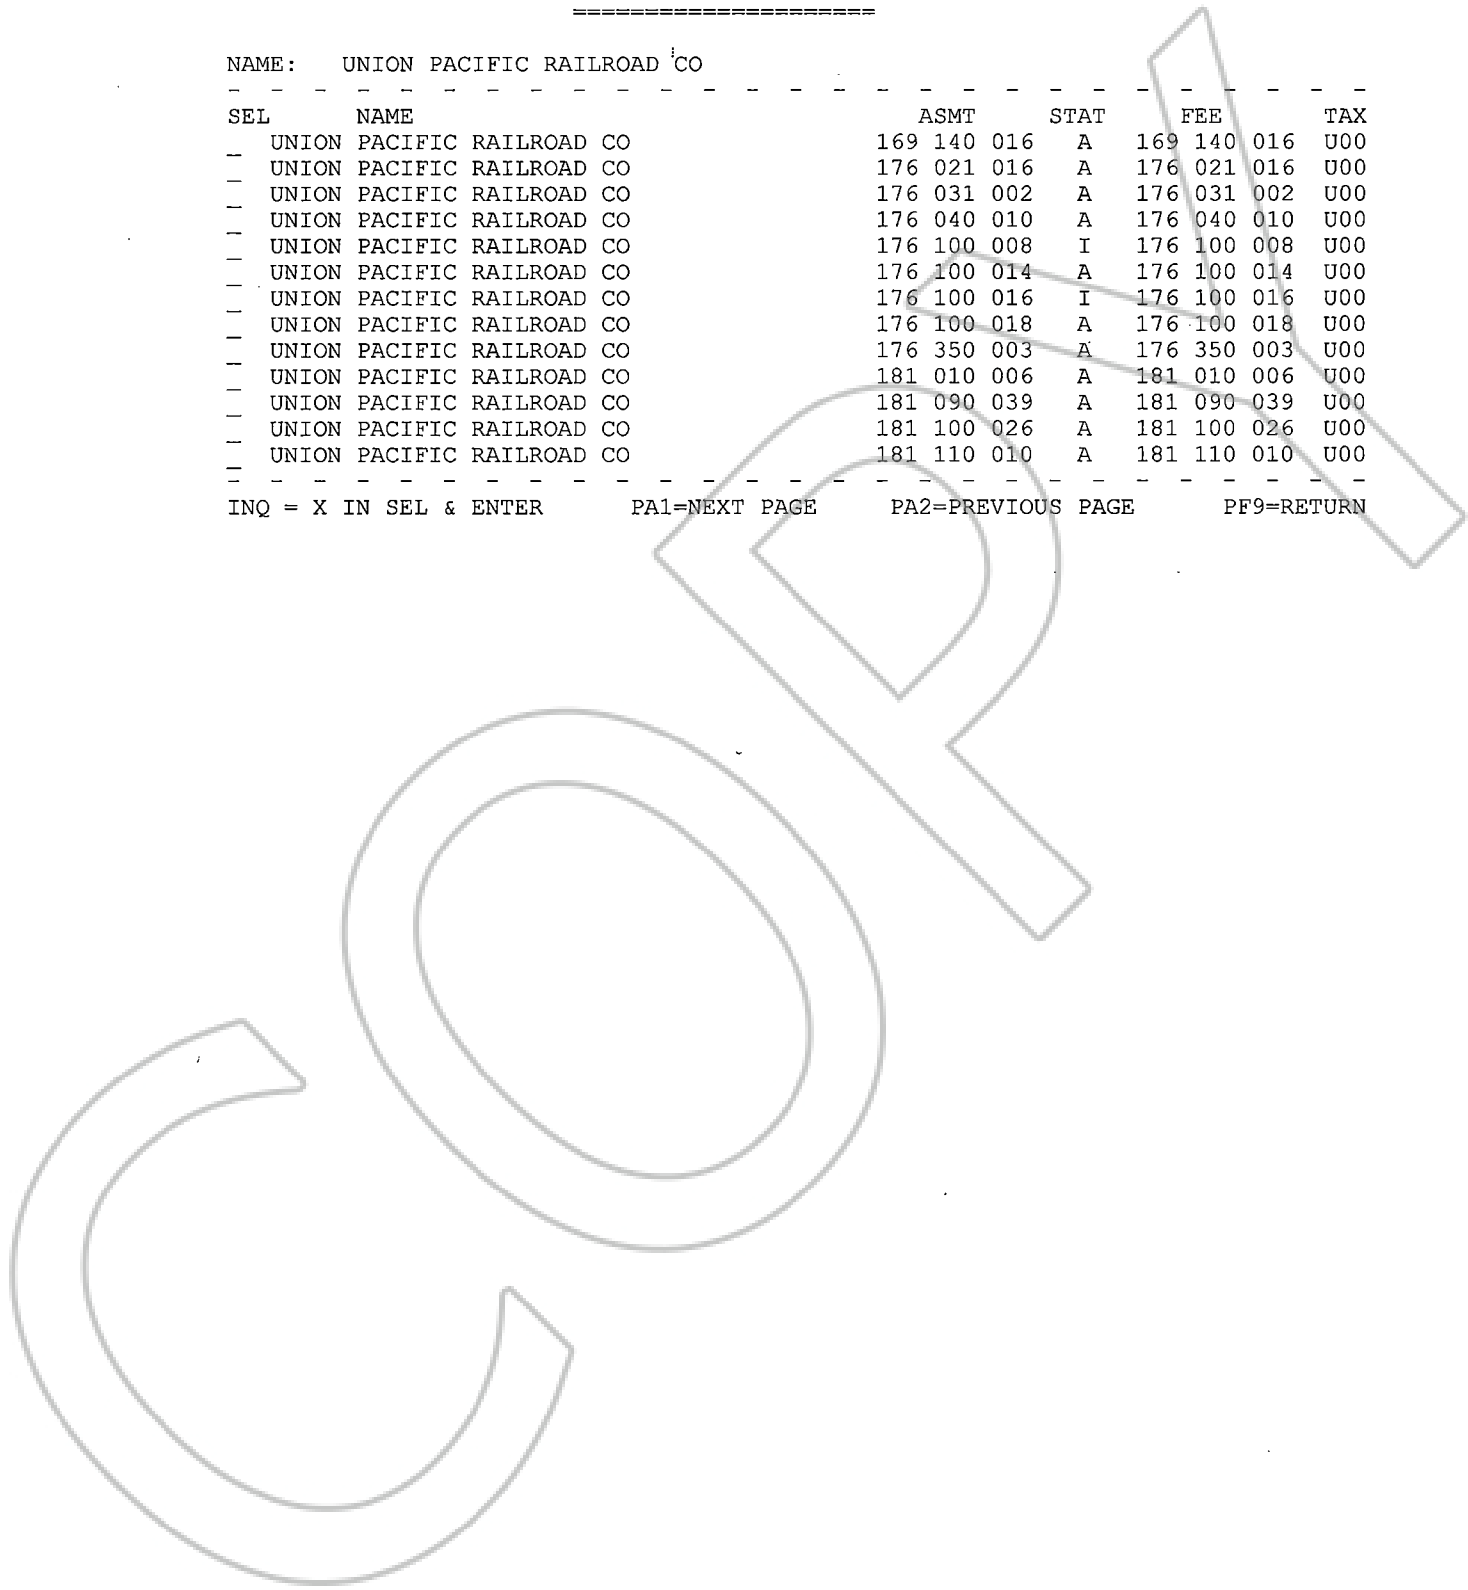 =====================
NAME: UNION PACIFIC RAILROAD CO
- - - - - - - - - - - - - - - - - - - - - - - - - - -
SEL NAME ASMT STAT FEE TAX
_ UNION PACIFIC RAILROAD CO 169 140 016 A 169 140 016 U00
_ UNION PACIFIC RAILROAD CO 176 021 016 A 176 021 016 U00
_ UNION PACIFIC RAILROAD CO 176 031 002 A 176 031 002 U00
_ UNION PACIFIC RAILROAD CO 176 040 010 A 176 040 010 U00
_ UNION PACIFIC RAILROAD CO 176 100 008 I 176 100 008 U00
_ UNION PACIFIC RAILROAD CO 176 100 014 A 176 100 014 U00
_ UNION PACIFIC RAILROAD CO 176 100 016 I 176 100 016 U00
_ UNION PACIFIC RAILROAD CO 176 100 018 A 176 100 018 U00
_ UNION PACIFIC RAILROAD CO 176 350 003 A 176 350 003 U00
_ UNION PACIFIC RAILROAD CO 181 010 006 A 181 010 006 U00
_ UNION PACIFIC RAILROAD CO 181 090 039 A 181 090 039 U00
_ UNION PACIFIC RAILROAD CO 181 100 026 A 181 100 026 U00
_ UNION PACIFIC RAILROAD CO 181 110 010 A 181 110 010 U00
- - - - - - - - - - - - - - - - - - - - - - - - - - -
INQ = X IN SEL & ENTER PA1=NEXT PAGE PA2=PREVIOUS PAGE PF9=RETURN
COPY